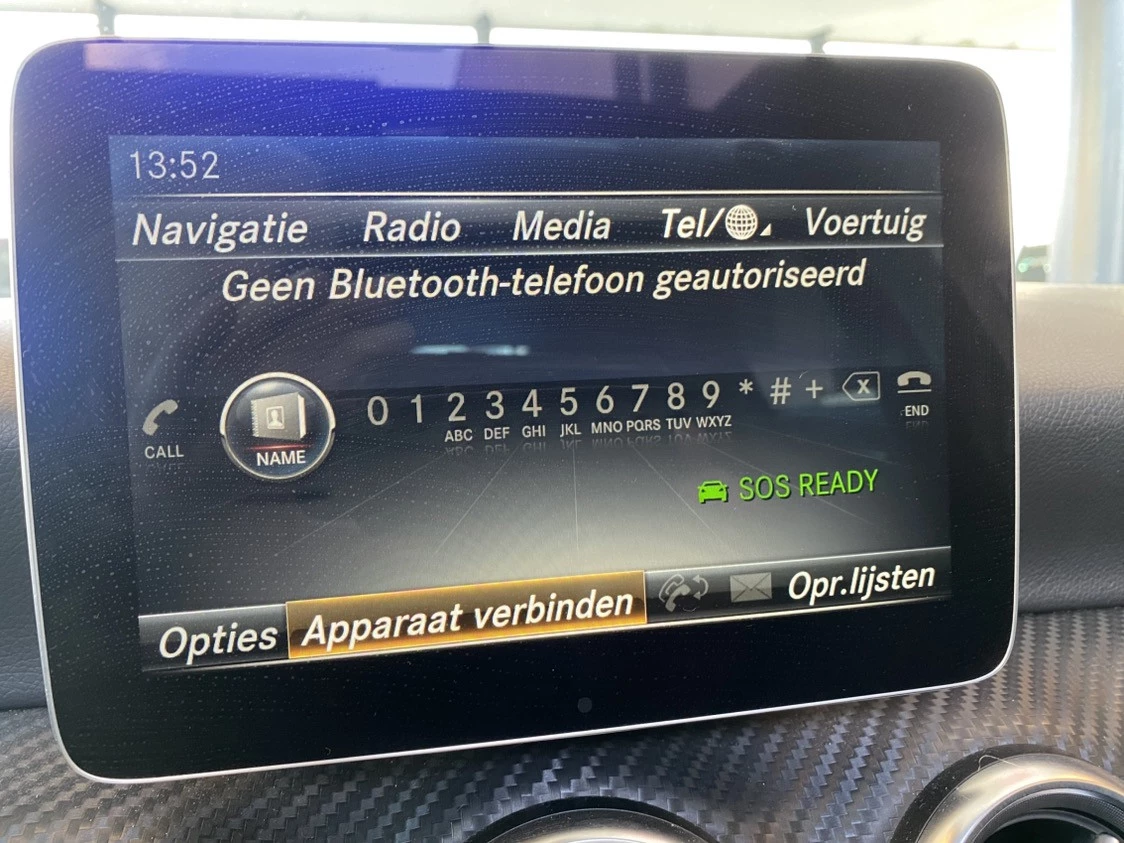 13:52
Navigatie Radio Media Tel/ Voertuig
Geen Bluetooth-telefoon geautoriseerd
0 1 2 3 4 5 6 7 8 9 * # + X
ABC DEF GHI JKL MNO PQRS TUV WXYZ
CALL NAME END
SOS READY
Opties Apparaat verbinden Opr.lijsten